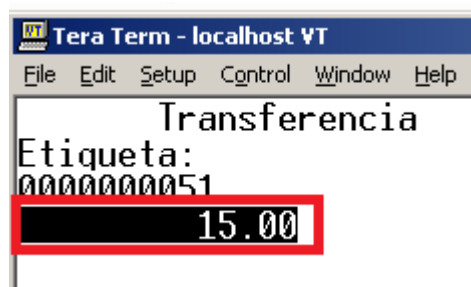 Tera Term - localhost VT
File Edit Setup Control Window Help
Transferencia
Etiqueta:
0000000051
15.00